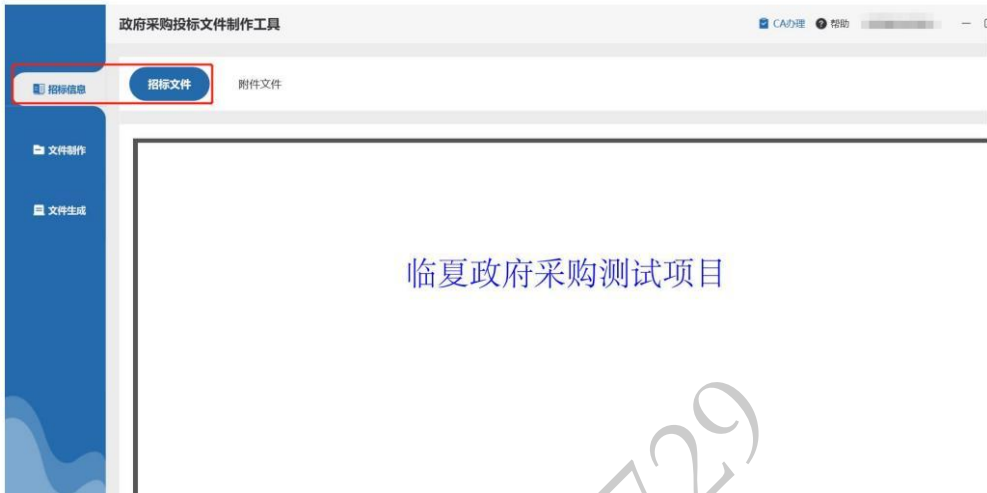 政府采购投标文件制作工具
CA办理 帮助
招标信息 招标文件 附件文件
文件制作
文件生成
临夏政府采购测试项目
729